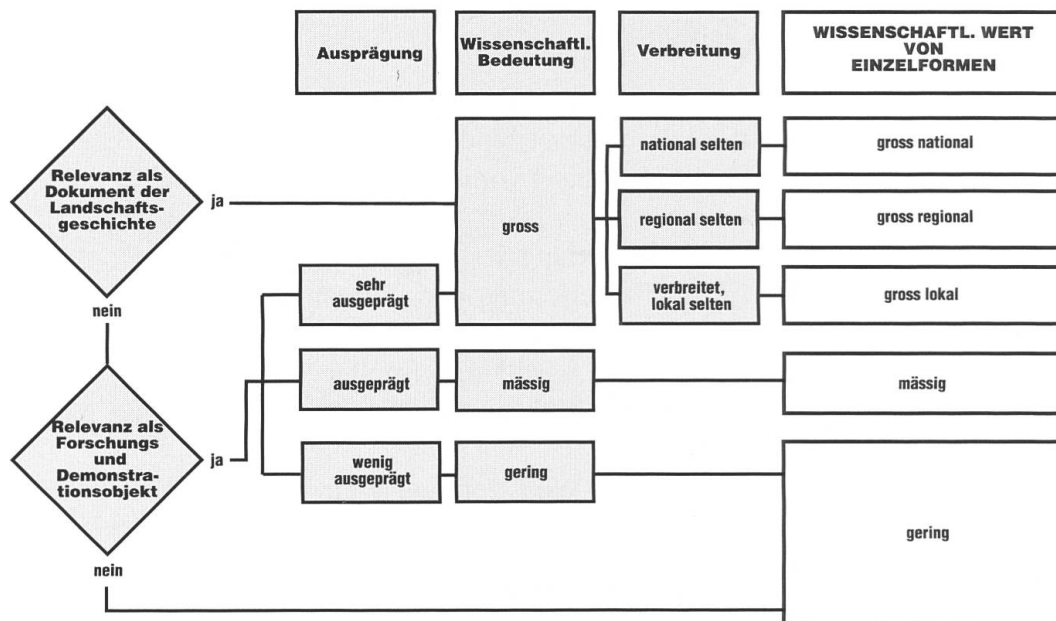 Ausprägung
Wissenschaftl.
Bedeutung
Verbreitung
WISSENSCHAFTL. WERT
VON
EINZELFORMEN
Relevanz als
Dokument der
Landschafts-
geschichte
ja
gross
national selten
gross national
regional selten
gross regional
sehr
ausgeprägt
verbreitet,
lokal selten
gross lokal
nein
Relevanz als
Forschungs
und
Demonstra-
tionsobjekt
ja
ausgeprägt
mässig
mässig
wenig
ausgeprägt
gering
gering
nein